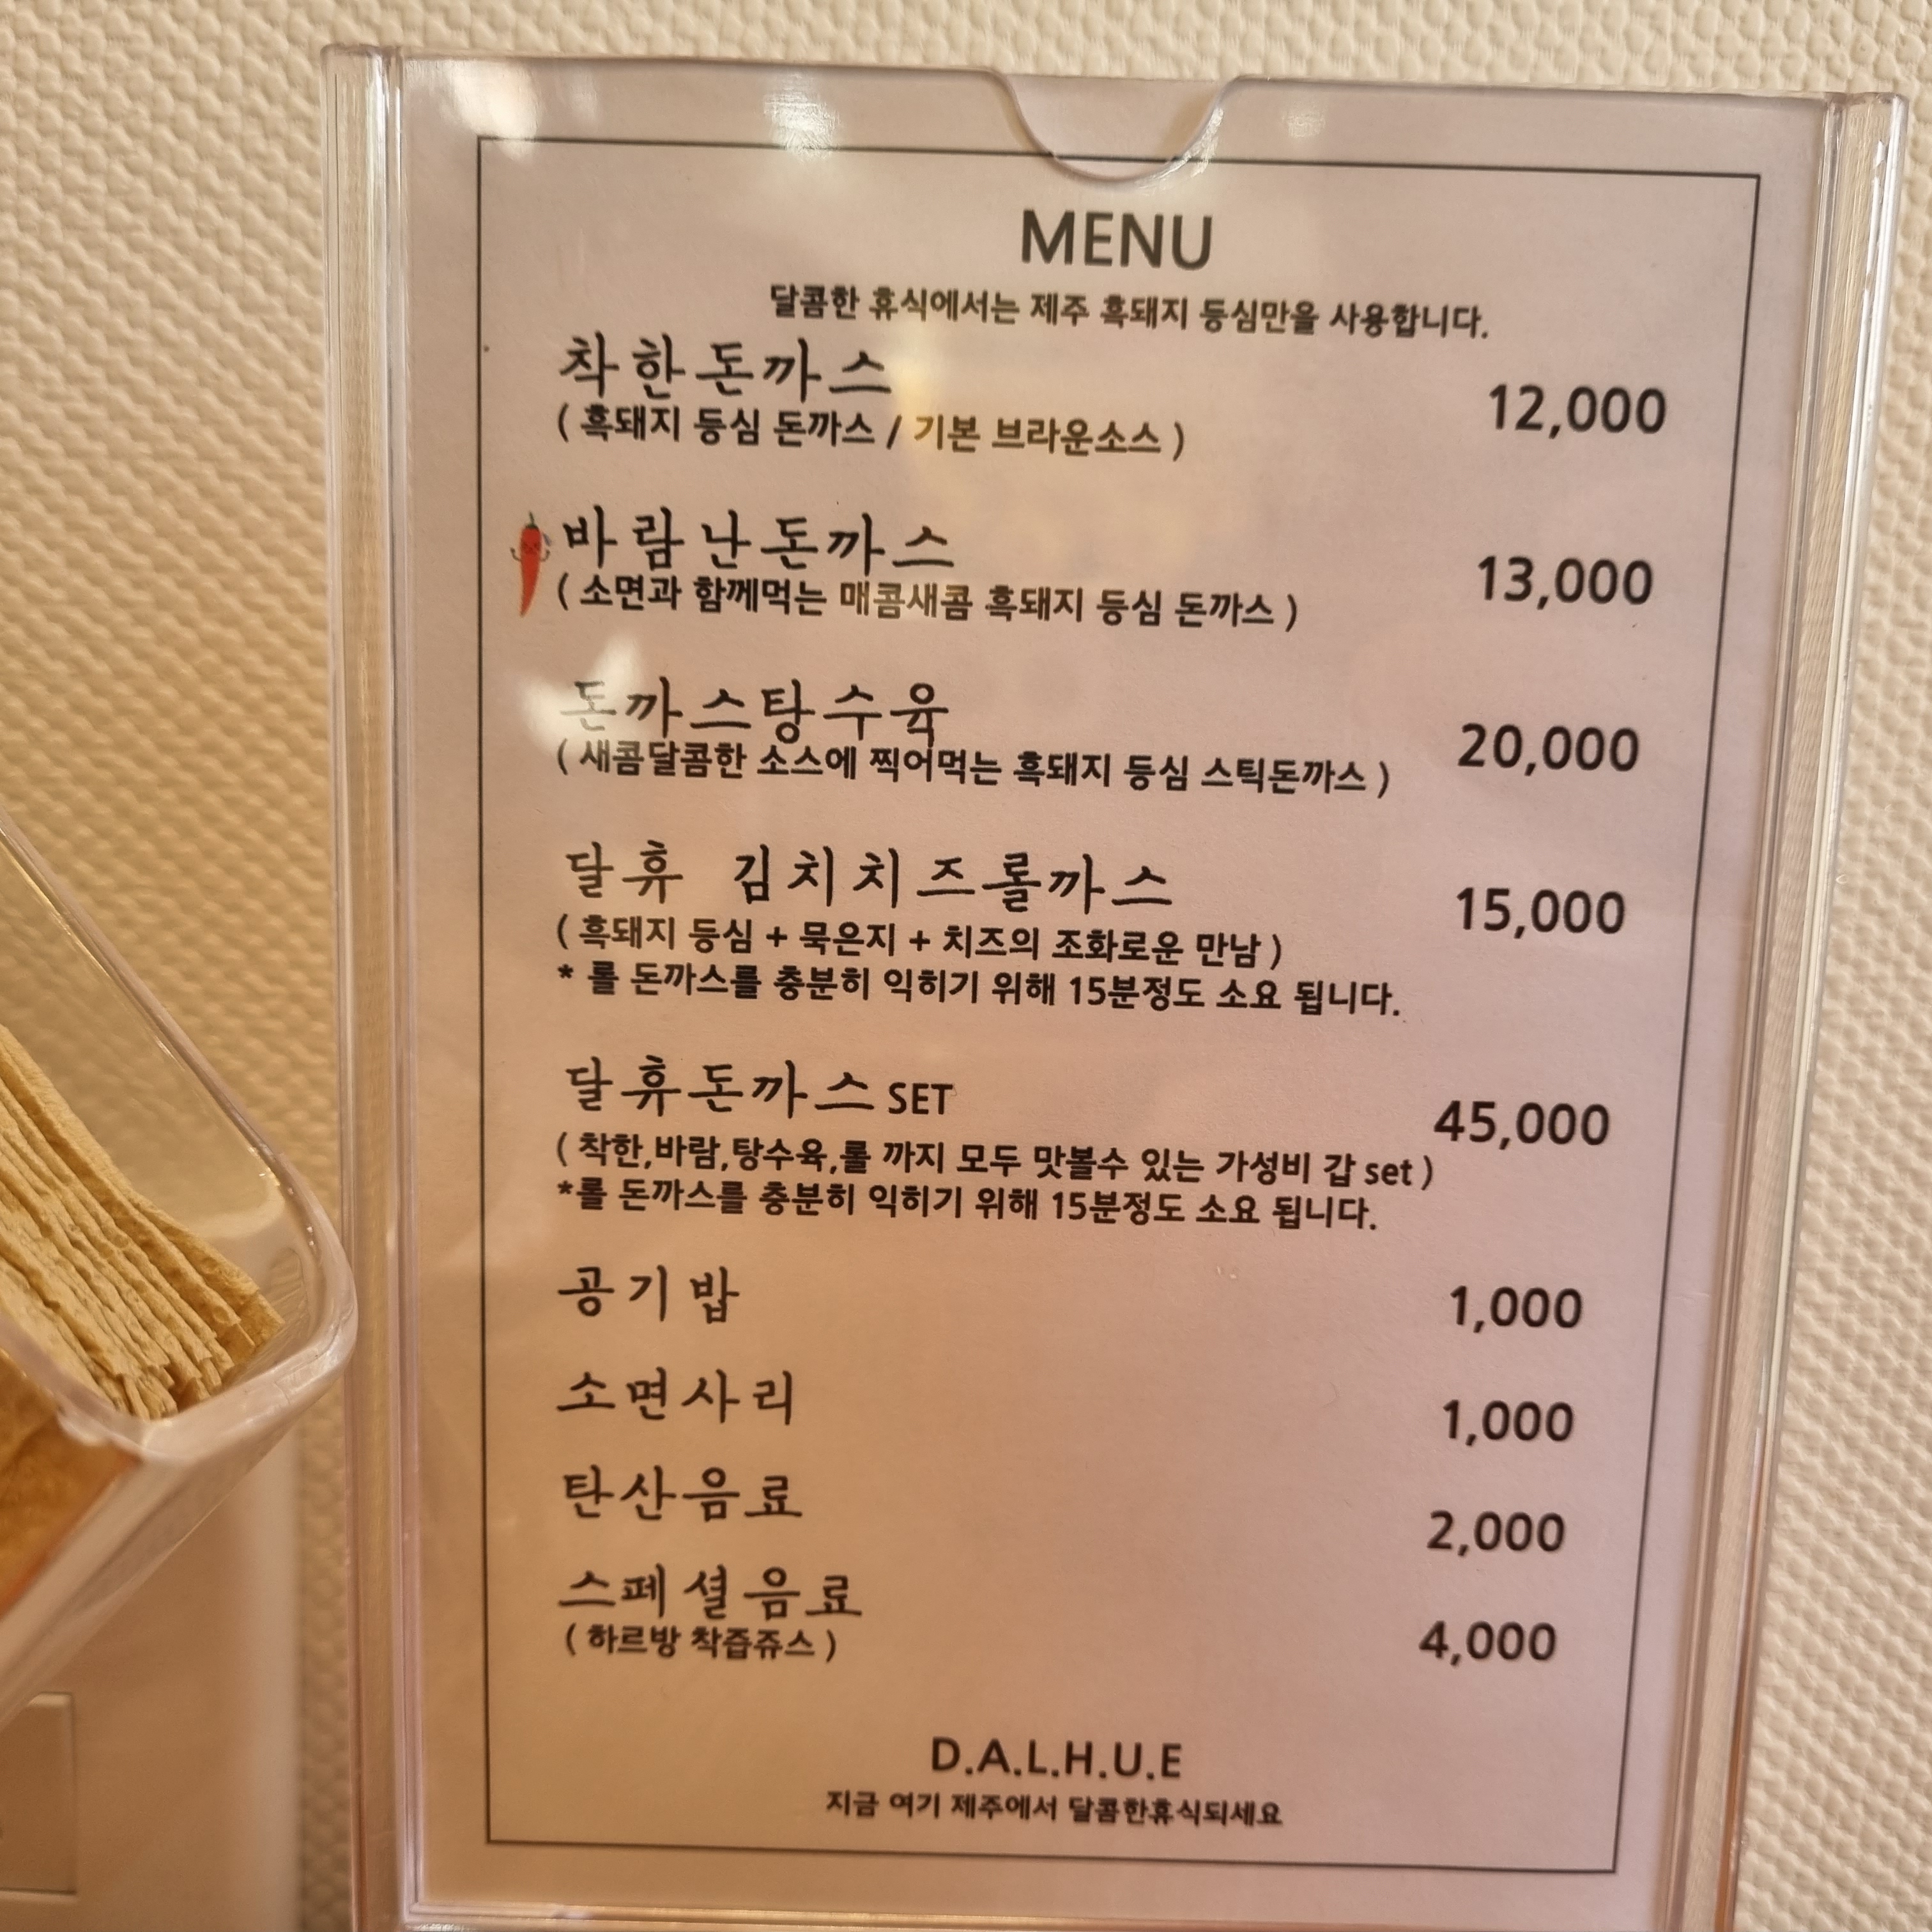 MENU
달콤한 휴식에서는 제주 흑돼지 등심만을 사용합니다.
착한돈까스 12,000
( 흑돼지 등심 돈까스 / 기본 브라운소스 )
바람난돈까스 13,000
( 소면과 함께먹는 매콤새콤 흑돼지 등심 돈까스 )
돈까스탕수육 20,000
( 새콤달콤한 소스에 찍어먹는 흑돼지 등심 스틱돈까스 )
달휴 김치치즈롤까스 15,000
( 흑돼지 등심 + 묵은지 + 치즈의 조화로운 만남 )
* 롤 돈까스를 충분히 익히기 위해 15분정도 소요 됩니다.
달휴돈까스 SET 45,000
( 착한,바람,탕수육,롤 까지 모두 맛볼수 있는 가성비 갑 set )
*롤 돈까스를 충분히 익히기 위해 15분정도 소요 됩니다.
공기밥 1,000
소면사리 1,000
탄산음료 2,000
스페셜음료 4,000
( 하르방 착즙쥬스 )
D.A.L.H.U.E
지금 여기 제주에서 달콤한휴식되세요